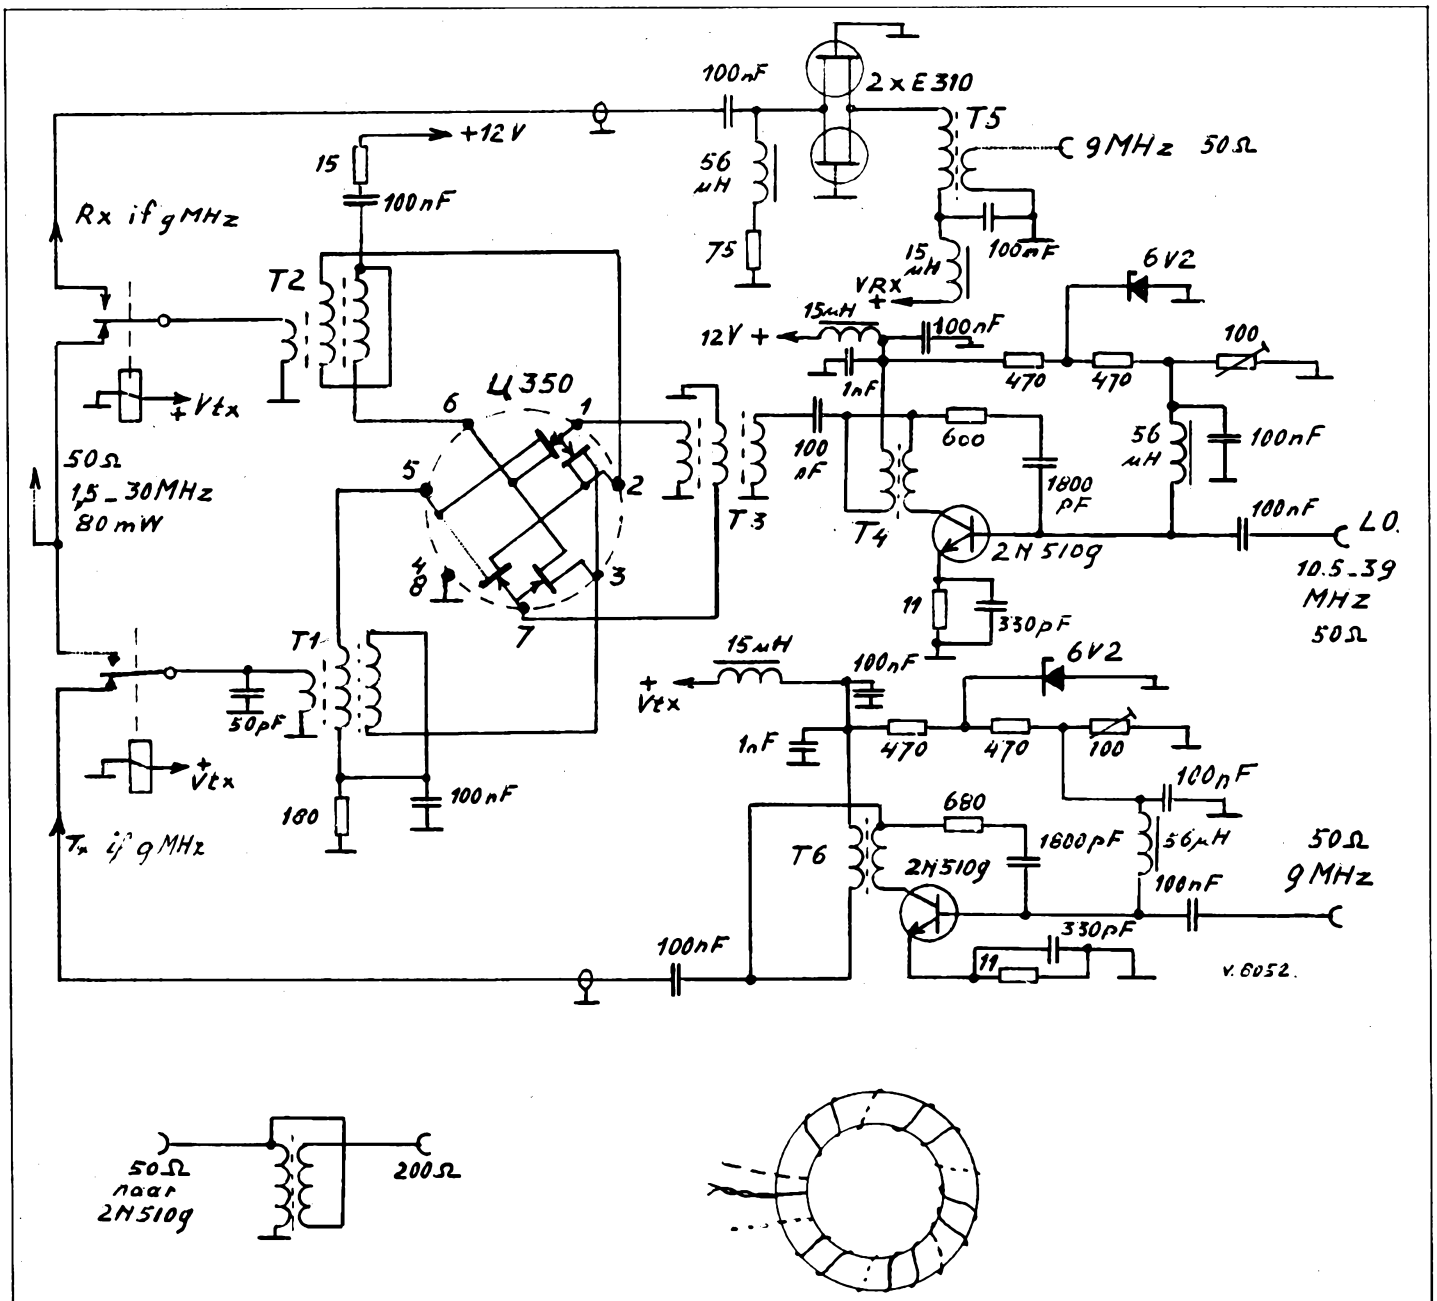 100nF
2 x E310
T5
+12V
15
9MHz 50Ω
56
µH
100nF
Rx if 9MHz
75
15
µH
100mF
6V2
T2
VRx
+
15µH
12V +
100nF
100
1nF
470
470
+ Vtx
U350
6
1
5
2
600
100
pF
56
µH
100nF
50Ω
1,5-30MHz
80mW
T3
T4
1800
pF
100nF
LO.
2N5109
4
8
3
10.5-39
MHz
50Ω
11
330pF
7
T1
15µH
6V2
+
Vtx
100nF
50pF
1nF
470
470
100
+
Vtx
180
100nF
100nF
680
Tx if 9MHz
T6
1800pF
56µH
50Ω
9MHz
2N5109
100nF
330pF
100nF
11
v.6052.
50Ω
naar
2N5109
200Ω